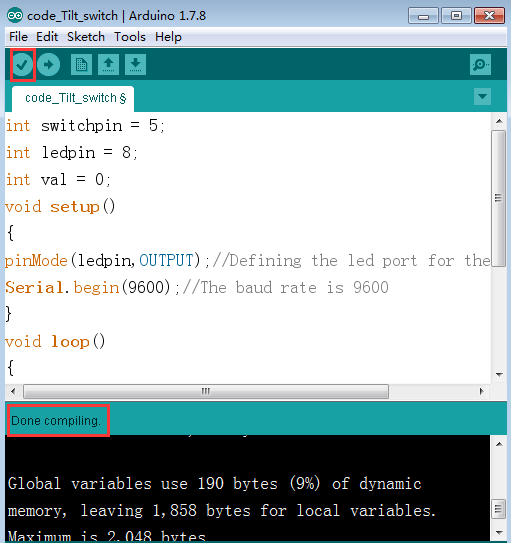 code_Tilt_switch | Arduino 1.7.8
File Edit Sketch Tools Help
code_Tilt_switch §
int switchpin = 5;
int ledpin = 8;
int val = 0;
void setup()
{
pinMode(ledpin,OUTPUT);//Defining the led port for the
Serial.begin(9600);//The baud rate is 9600
}
void loop()
{
Done compiling.
Global variables use 190 bytes (9%) of dynamic
memory, leaving 1,858 bytes for local variables.
Maximum is 2,048 bytes